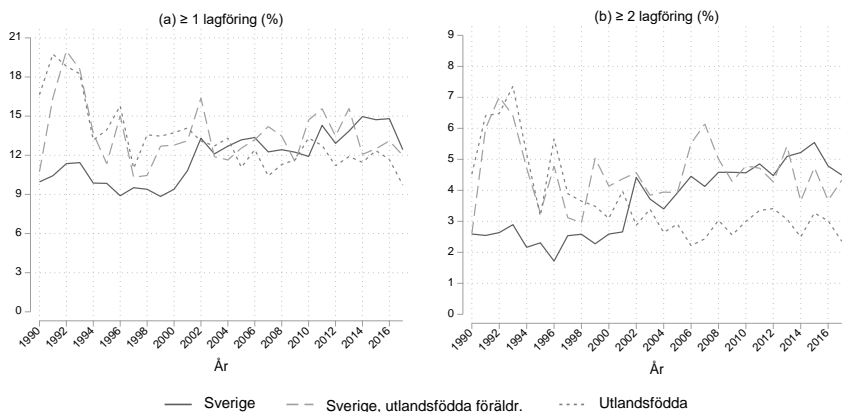 (a) ≥ 1 lagföring (%)
21
18
15
12
9
6
3
0
1990 1992 1994 1996 1998 2000 2002 2004 2006 2008 2010 2012 2014 2016
År
(b) ≥ 2 lagföring (%)
9
8
7
6
5
4
3
2
1
0
1990 1992 1994 1996 1998 2000 2002 2004 2006 2008 2010 2012 2014 2016
År
Sverige Sverige, utlandsfödda föräldr. Utlandsfödda